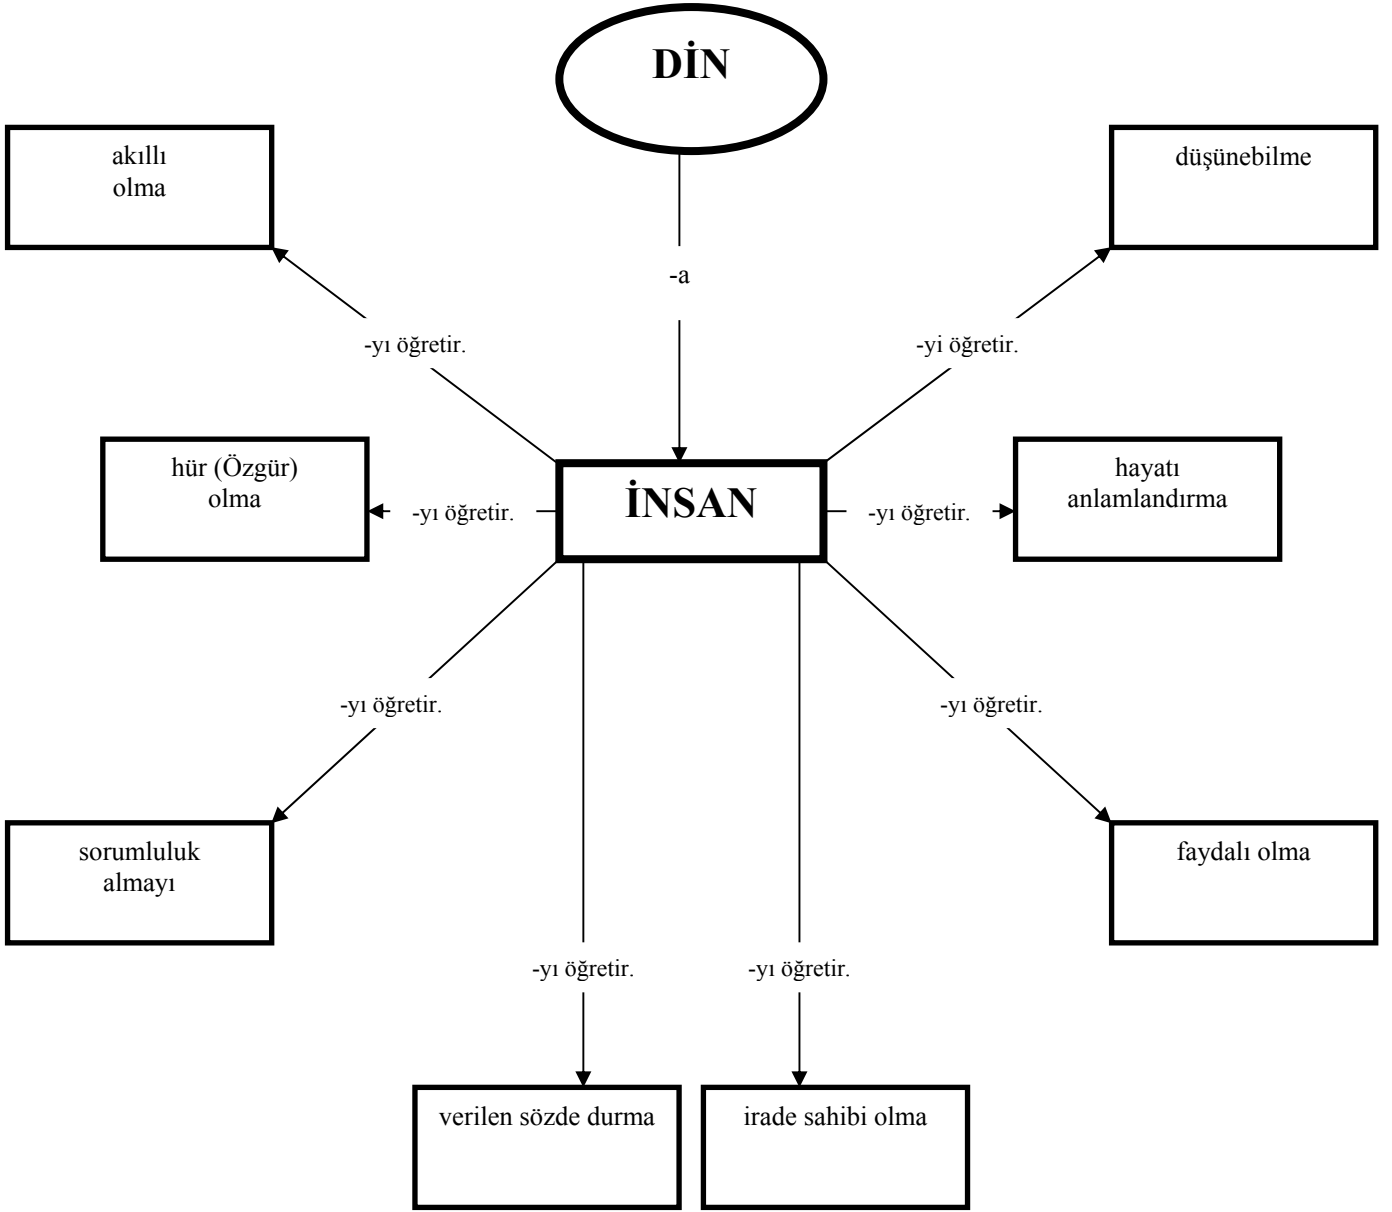 DİN
akıllı
olma
düşünebilme
-a
-yı öğretir.
-yi öğretir.
hür (Özgür)
olma
-yı öğretir.
İNSAN
-yı öğretir.
hayatı
anlamlandırma
-yı öğretir.
-yı öğretir.
sorumluluk
almayı
faydalı olma
-yı öğretir.
-yı öğretir.
verilen sözde durma
irade sahibi olma